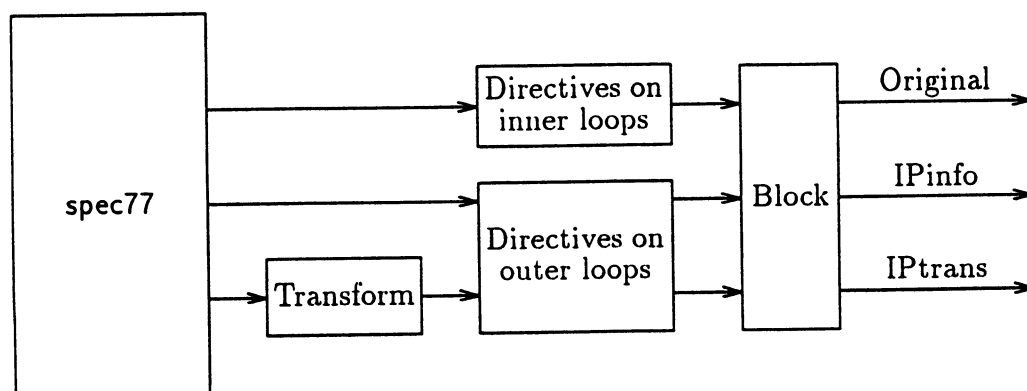 spec77
Transform
Directives on
inner loops
Directives on
outer loops
Block
Original
IPinfo
IPtrans